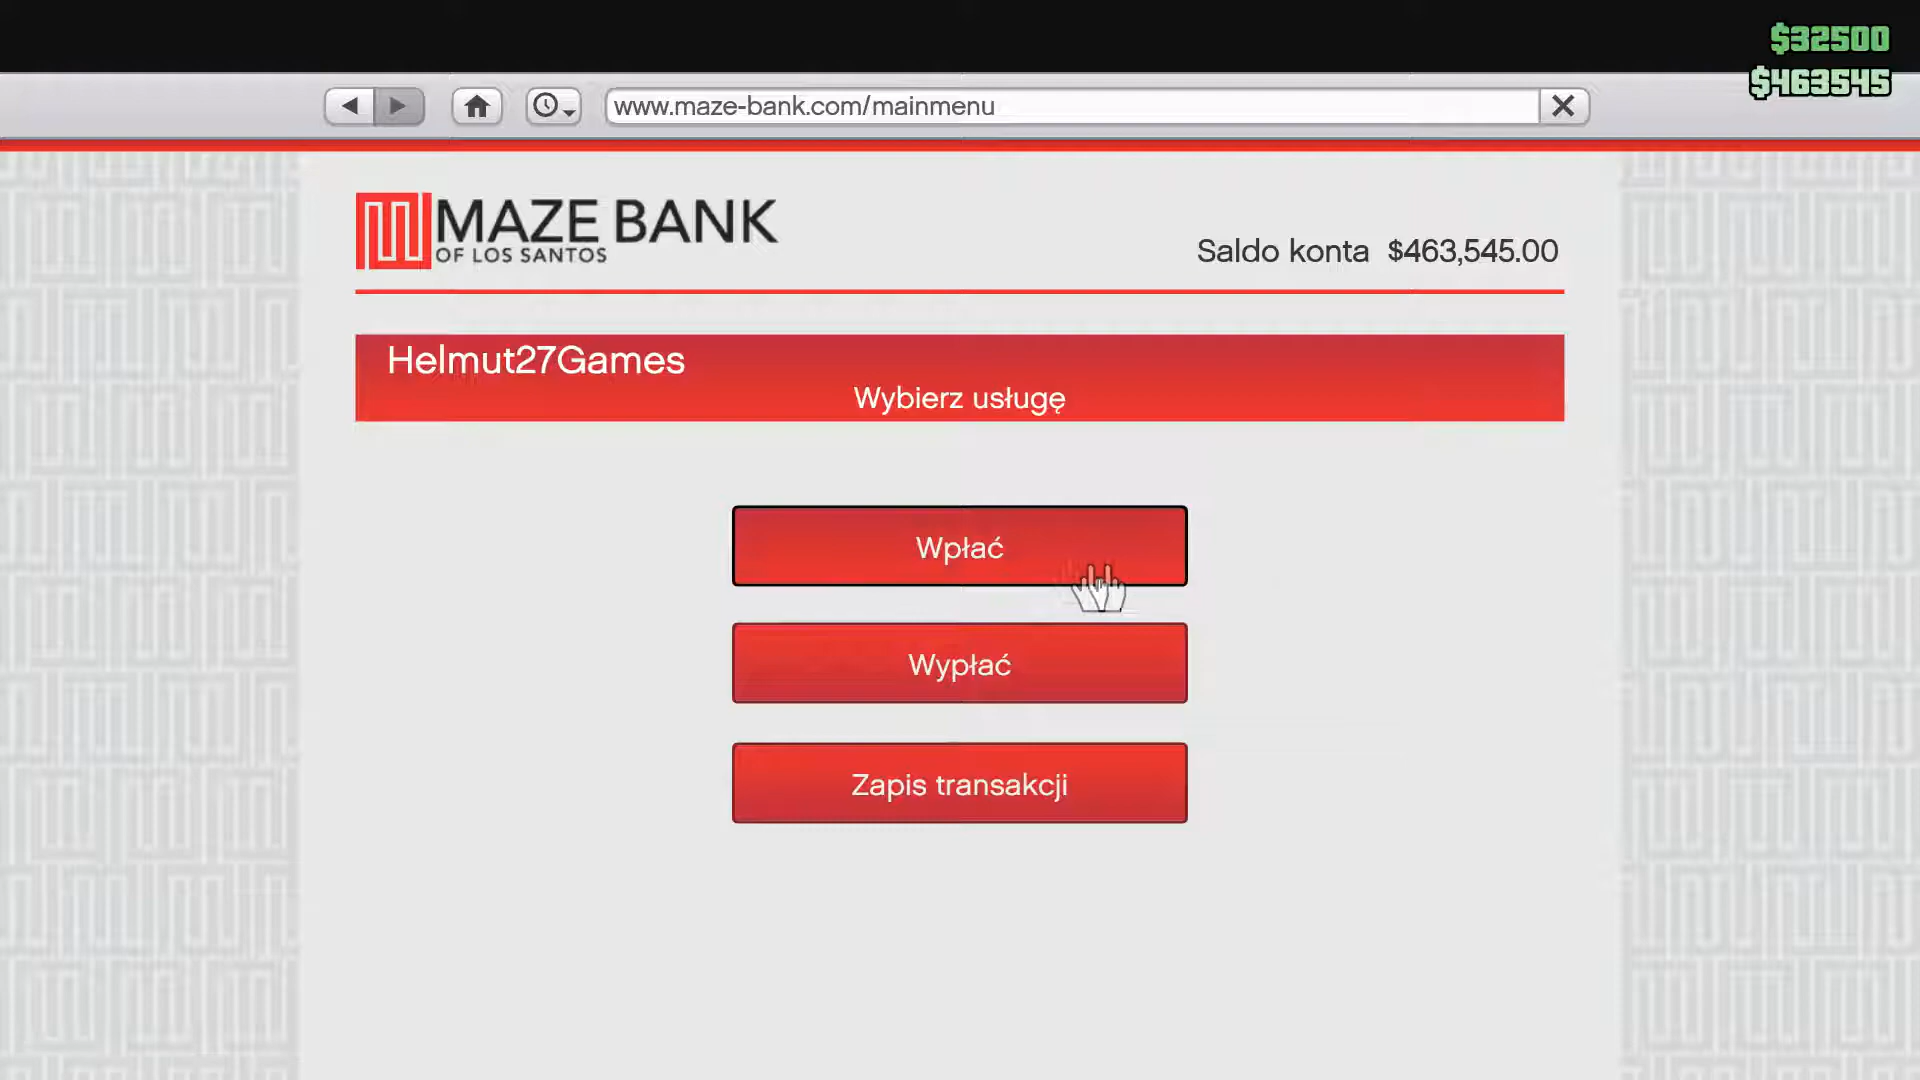 $32500
$463545
www.maze-bank.com/mainmenu
MAZE BANK
OF LOS SANTOS
Saldo konta $463,545.00
Helmut27Games
Wybierz usługę
Wpłać
Wypłać
Zapis transakcji